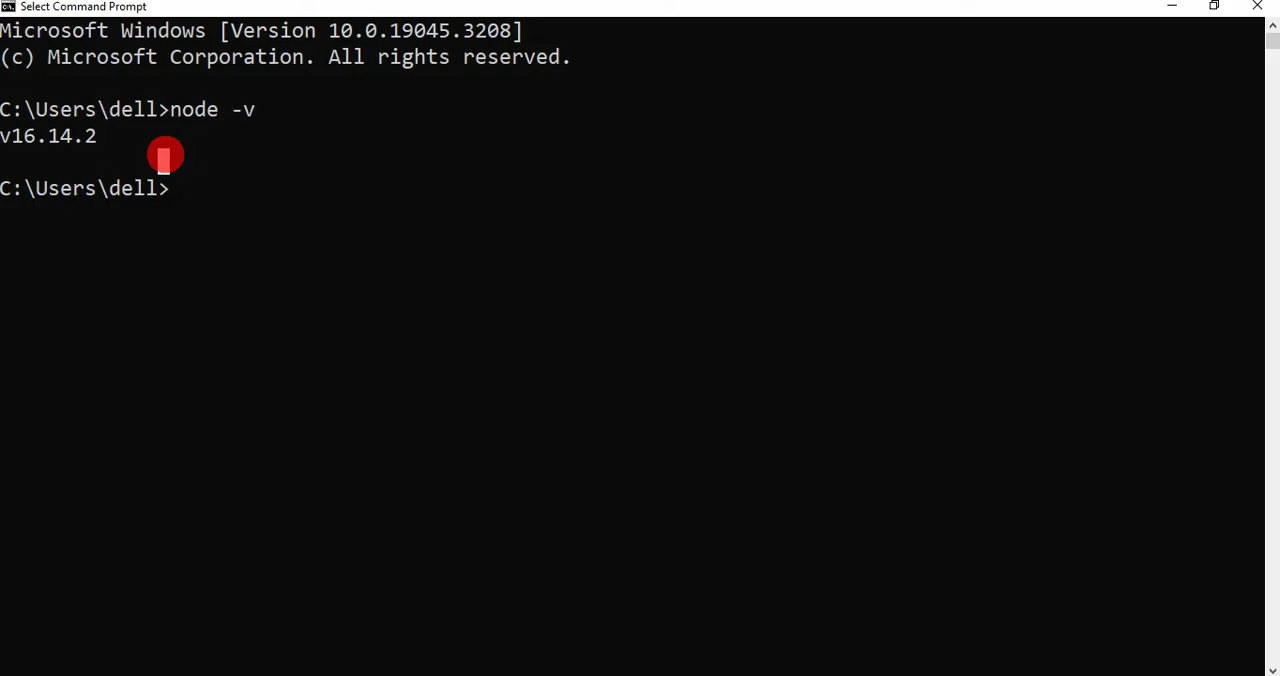 Select Command Prompt
Microsoft Windows [Version 10.0.19045.3208]
(c) Microsoft Corporation. All rights reserved.
C:\Users\dell>node -v
v16.14.2
C:\Users\dell>